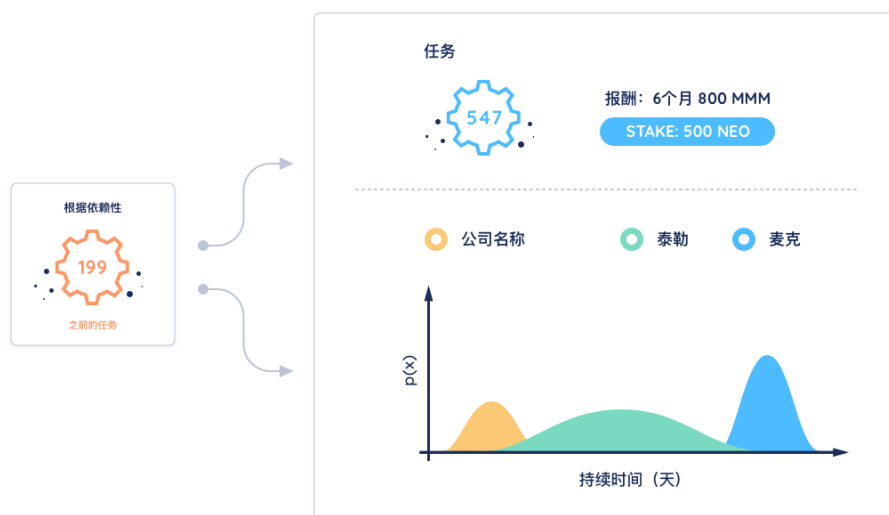 根据依赖性
199
之前的任务
任务
547
报酬：6个月 800 MMM
STAKE: 500 NEO
公司名称
泰勒
麦克
p(x)
持续时间（天）